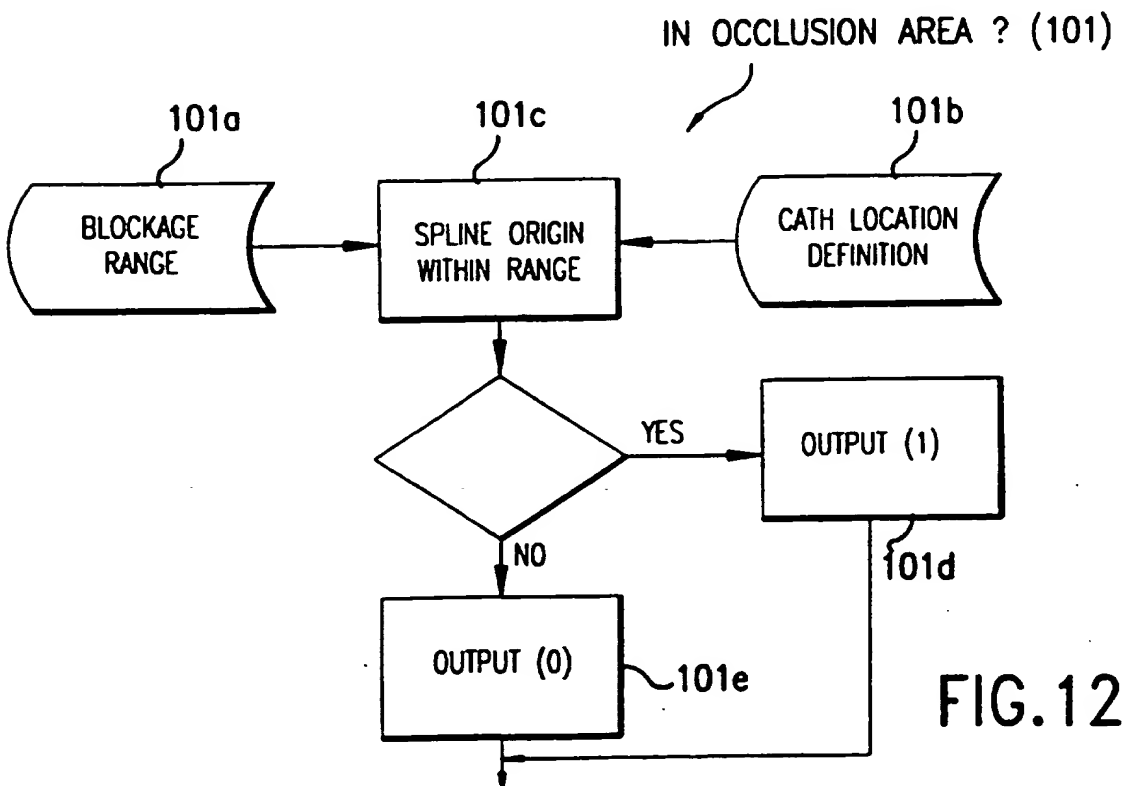 IN OCCLUSION AREA ? (101)
101a
101c
101b
BLOCKAGE
RANGE
SPLINE ORIGIN
WITHIN RANGE
CATH LOCATION
DEFINITION
YES
OUTPUT (1)
NO
101d
OUTPUT (0)
101e
FIG.12